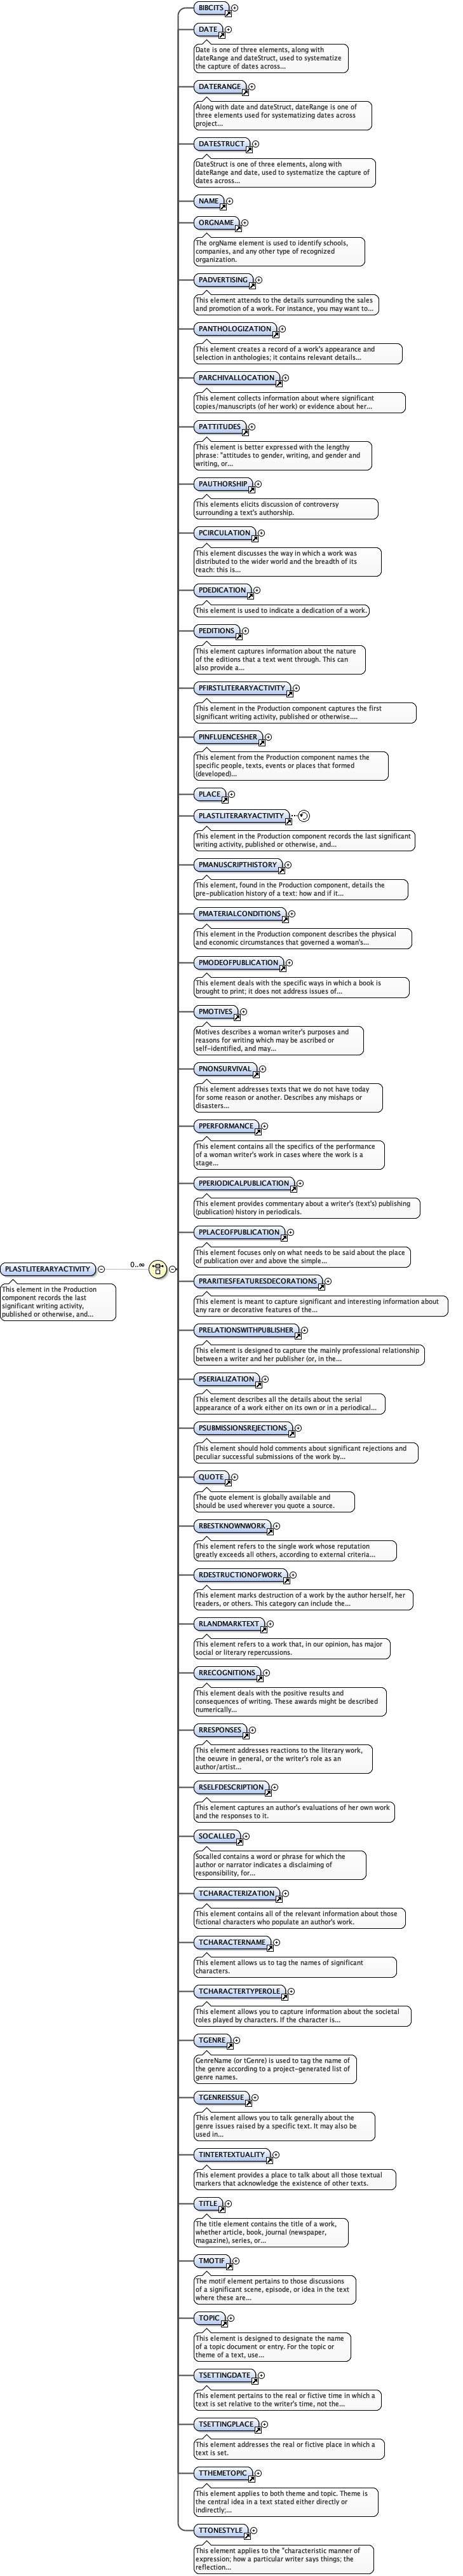 BIBCITS
DATE
Date is one of three elements, along with
dateRange and dateStruct, used to systematize
the capture of dates across...
DATERANGE
Along with date and dateStruct, dateRange is one of
three elements used for systematizing dates across
project...
DATESTRUCT
DateStruct is one of three elements, along with
dateRange and date, used to systematize the capture of
dates across...
NAME
ORGNAME
The orgName element is used to identify schools,
companies, and any other type of recognized
organization.
PADVERTISING
This element attends to the details surrounding the sales
and promotion of a work. For instance, you may want to...
PANTHOLOGIZATION
This element creates a record of a work's appearance and
selection in anthologies; it contains relevant details...
PARCHIVALLOCATION
This element collects information about where significant
copies/manuscripts (of her work) or evidence about her...
PATTITUDES
This element is better expressed with the lengthy
phrase: "attitudes to gender, writing, and gender and
writing, or...
PAUTHORSHIP
This elements elicits discussion of controversy
surrounding a text's authorship.
PCIRCULATION
This element discusses the way in which a work was
distributed to the wider world and the breadth of its
reach: this is...
PDEDICATION
This element is used to indicate a dedication of a work.
PEDITIONS
This element captures information about the nature
of the editions that a text went through. This can
also provide a...
PFIRSTLITERARYACTIVITY
This element in the Production component captures the first
significant writing activity, published or otherwise....
PINFLUENCESHER
This element from the Production component names the
specific people, texts, events or places that formed
(developed)...
PLACE
PLASTLITERARYACTIVITY
This element in the Production component records the last significant
writing activity, published or otherwise, and...
PMANUSCRIPTHISTORY
This element, found in the Production component, details the
pre-publication history of a text: how and if it...
PMATERIALCONDITIONS
This element in the Production component describes the physical
and economic circumstances that governed a woman's...
PMODEOFPUBLICATION
This element deals with the specific ways in which a book is
brought to print; it does not address issues of...
PMOTIVES
Motives describes a woman writer's purposes and
reasons for writing which may be ascribed or
self-identified, and may...
PNONSURVIVAL
This element addresses texts that we do not have today
for some reason or another. Describes any mishaps or
disasters...
PPERFORMANCE
This element contains all the specifics of the performance
of a woman writer's work in cases where the work is a
stage...
PPERIODICALPUBLICATION
This element provides commentary about a writer's (text's) publishing
(publication) history in periodicals.
PPLACEOFPUBLICATION
This element focuses only on what needs to be said about the place
of publication over and above the simple...
PLASTLITERARYACTIVITY
0..∞
This element in the Production
component records the last
significant writing activity,
published or otherwise, and...
PRARITIESFEATURESDECORATIONS
This element is meant to capture significant and interesting information about
any rare or decorative features of the...
PRELATIONSWITHPUBLISHER
This element is designed to capture the mainly professional relationship
between a writer and her publisher (or, in the...
PSERIALIZATION
This element describes all the details about the serial
appearance of a work either on its own or in a periodical...
PSUBMISSIONSREJECTIONS
This element should hold comments about significant rejections and
peculiar successful submissions of the work by...
QUOTE
The quote element is globally available and
should be used wherever you quote a source.
RBESTKNOWNWORK
This element refers to the single work whose reputation
greatly exceeds all others, according to external criteria...
RDESTRUCTIONOFWORK
This element marks destruction of a work by the author herself, her
readers, or others. This category can include the...
RLANDMARKTEXT
This element refers to a work that, in our opinion, has major
social or literary repercussions.
RRECOGNITIONS
This element deals with the positive results and
consequences of writing. These awards might be described
numerically...
RRESPONSES
This element addresses reactions to the literary work,
the oeuvre in general, or the writer's role as an
author/artist...
RSELFDESCRIPTION
This element captures an author's evaluations of her own work
and the responses to it.
SOCALLED
Socalled contains a word or phrase for which the
author or narrator indicates a disclaiming of
responsibility, for...
TCHARACTERIZATION
This element contains all of the relevant information about those
fictional characters who populate an author's work.
TCHARACTERNAME
This element allows us to tag the names of significant
characters.
TCHARACTERTYPEROLE
This element allows you to capture information about the societal
roles played by characters. If the character is...
TGENRE
GenreName (or tGenre) is used to tag the name of
the genre according to a project-generated list of
genre names.
TGENREISSUE
This element allows you to talk generally about the
genre issues raised by a specific text. It may also be
used in...
TINTERTEXTUALITY
This element provides a place to talk about all those textual
markers that acknowledge the existence of other texts.
TITLE
The title element contains the title of a work,
whether article, book, journal (newspaper,
magazine), series, or...
TMOTIF
The motif element pertains to those discussions
of a significant scene, episode, or idea in the text
where these are...
TOPIC
This element is designed to designate the name
of a topic document or entry. For the topic or
theme of a text, use...
TSETTINGDATE
This element pertains to the real or fictive time in which a
text is set relative to the writer's time, not the...
TSETTINGPLACE
This element addresses the real or fictive place in which a
text is set.
TTHEMETOPIC
This element applies to both theme and topic. Theme is
the central idea in a text stated either directly or
indirectly;...
TTONESTYLE
This element applies to the "characteristic manner of
expression; how a particular writer says things; the
reflection...